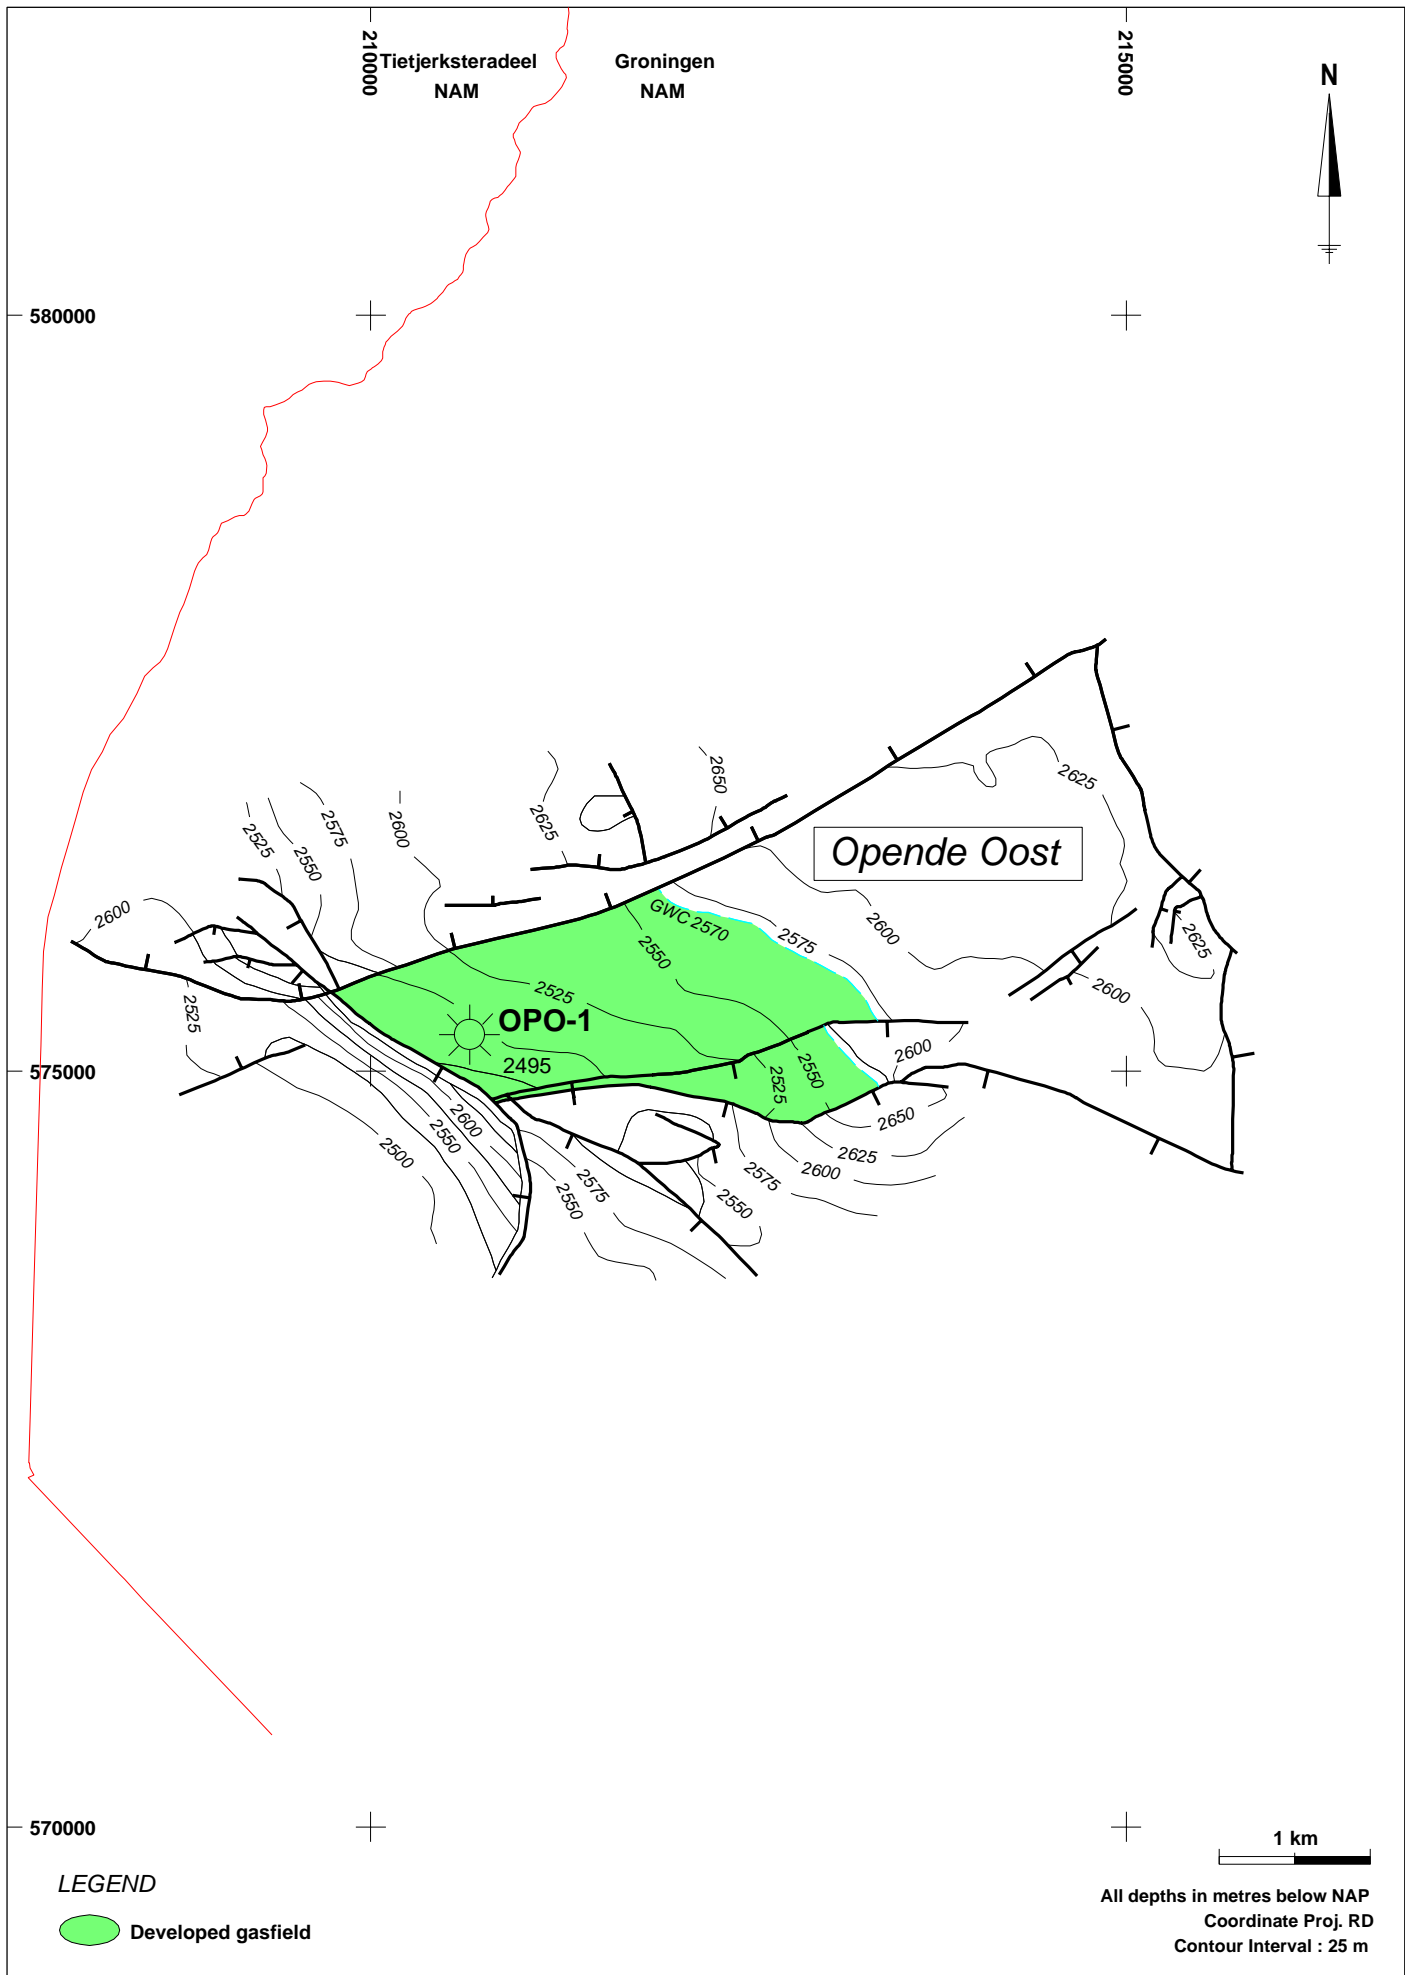 210000
215000
Tietjerksteradeel
NAM
Groningen
NAM
N
580000
2650
2625
2575
2600
2625
2525
2550
Opende Oost
2600
GWC 2570
2575
2600
2550
2625
2525
2525
2600
OPO-1
2495
2600
575000
2550
2525
2600
2550
2500
2650
2625
2600
2575
2575
2550
2550
570000
1 km
LEGEND
Developed gasfield
All depths in metres below NAP
Coordinate Proj. RD
Contour Interval : 25 m